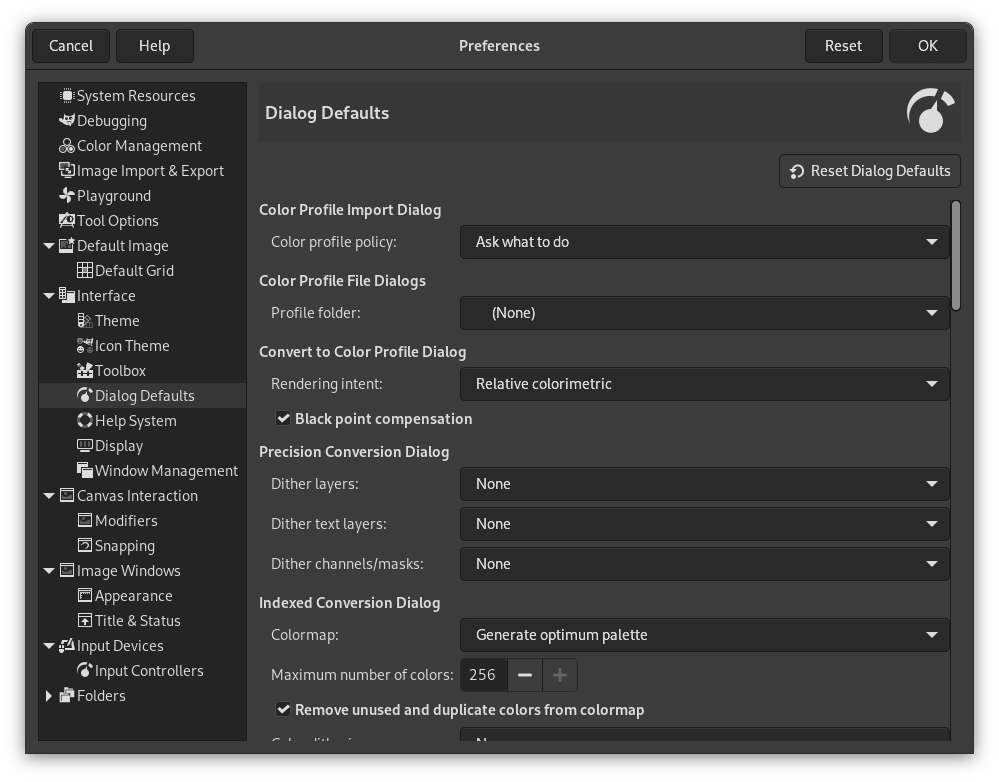 Cancel
Help
Preferences
Reset
OK
System Resources
Debugging
Color Management
Image Import & Export
Playground
Tool Options
Default Image
Default Grid
Interface
Theme
Icon Theme
Toolbox
Dialog Defaults
Help System
Display
Window Management
Canvas Interaction
Modifiers
Snapping
Image Windows
Appearance
Title & Status
Input Devices
Input Controllers
Folders
Dialog Defaults
Reset Dialog Defaults
Color Profile Import Dialog
Color profile policy: Ask what to do
Color Profile File Dialogs
Profile folder: (None)
Convert to Color Profile Dialog
Rendering intent: Relative colorimetric
Black point compensation
Precision Conversion Dialog
Dither layers: None
Dither text layers: None
Dither channels/masks: None
Indexed Conversion Dialog
Colormap: Generate optimum palette
Maximum number of colors: 256
Remove unused and duplicate colors from colormap